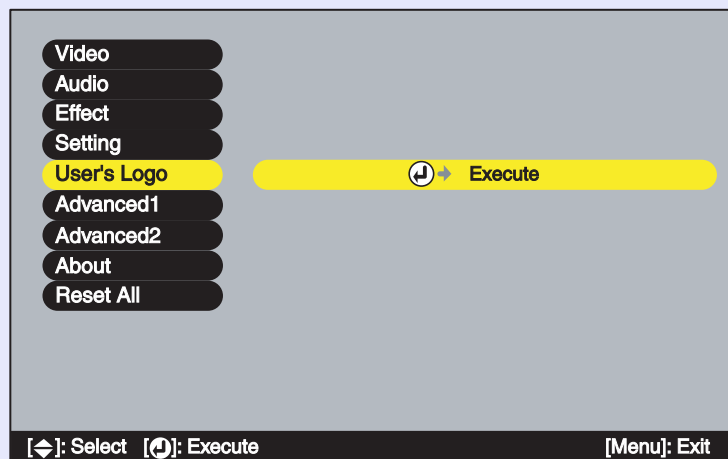 Video
Audio
Effect
Setting
User's Logo
Execute
Advanced1
Advanced2
About
Reset All
[◆]: Select [↵]: Execute [Menu]: Exit